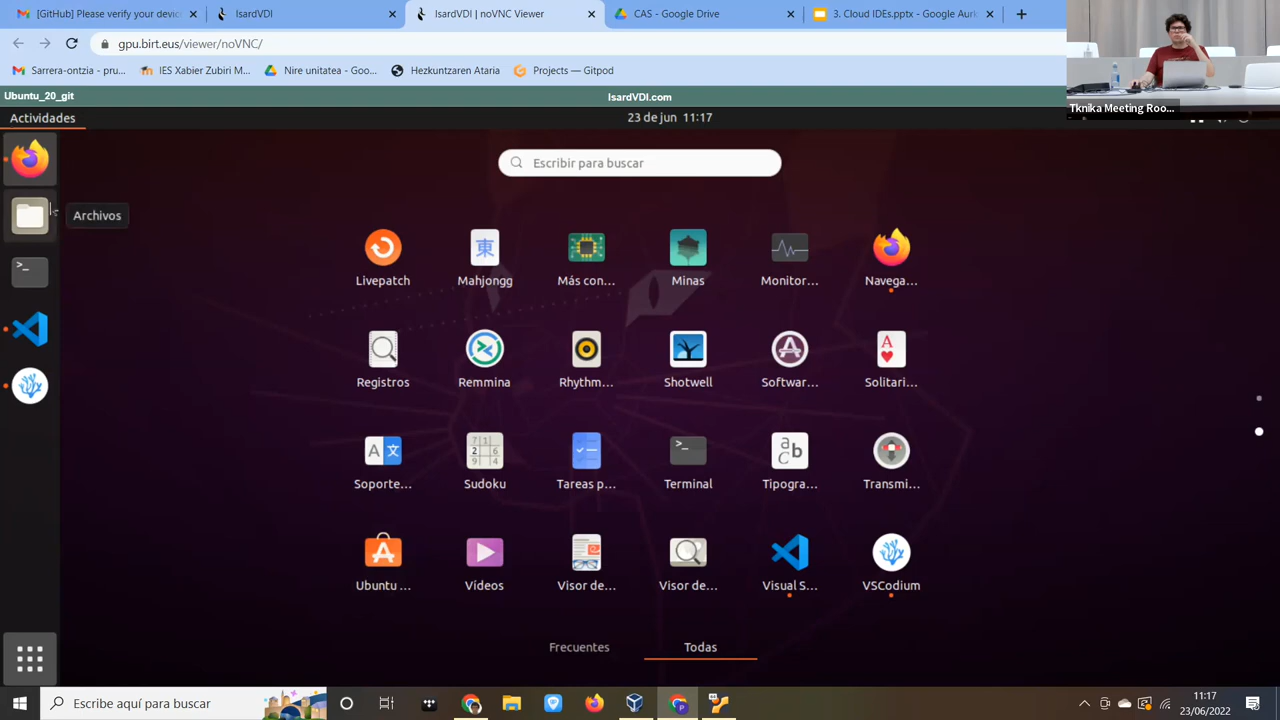 [GitHub] Please verify your devic
IsardVDI
IsardVDI | noVNC Viewer
CAS - Google Drive
3. Cloud IDEs.pptx - Google Aurk
gpu.birt.eus/viewer/noVNC/
Sarrera-ontzia - pru...
IES Xabier Zubiri M...
Nire unitatea - Goo...
Hezkuntzaren Ataria
Projects — Gitpod
Ubuntu_20_git
IsardVDI.com
Tknika Meeting Roo...
Actividades
23 de jun 11:17
Escribir para buscar
Archivos
Livepatch
Mahjongg
Más con...
Minas
Monitor...
Navega...
Registros
Remmina
Rhythm...
Shotwell
Softwar...
Solitari...
Soporte...
Sudoku
Tareas p...
Terminal
Tipogra...
Transmi...
Ubuntu ...
Vídeos
Visor de...
Visor de...
Visual S...
VSCodium
Frecuentes
Todas
Escribe aquí para buscar
11:17
23/06/2022